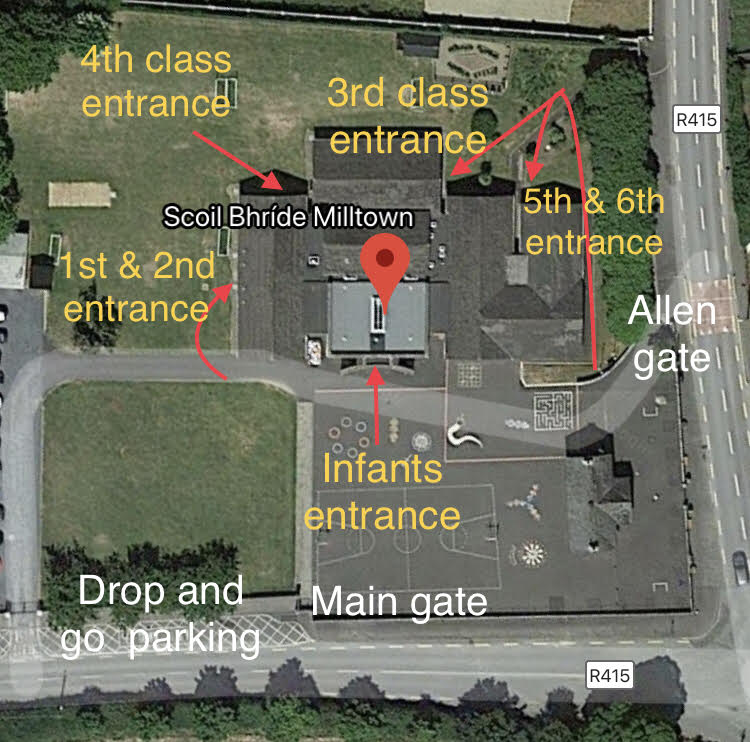 4th class
entrance
3rd class
entrance
R415
Scoil Bhríde Milltown
5th & 6th
entrance
1st & 2nd
entrance
Allen
gate
Infants
entrance
Drop and
go parking
Main gate
R415